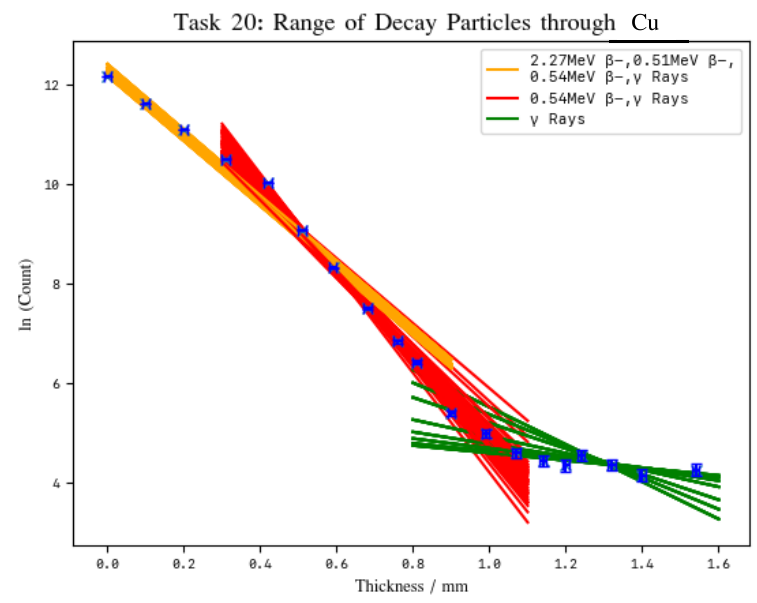 Task 20: Range of Decay Particles through Cu
2.27MeV β−,0.51MeV β−,
0.54MeV β−,γ Rays
0.54MeV β−,γ Rays
γ Rays
ln (Count)
12
10
8
6
4
0.0 0.2 0.4 0.6 0.8 1.0 1.2 1.4 1.6
Thickness / mm